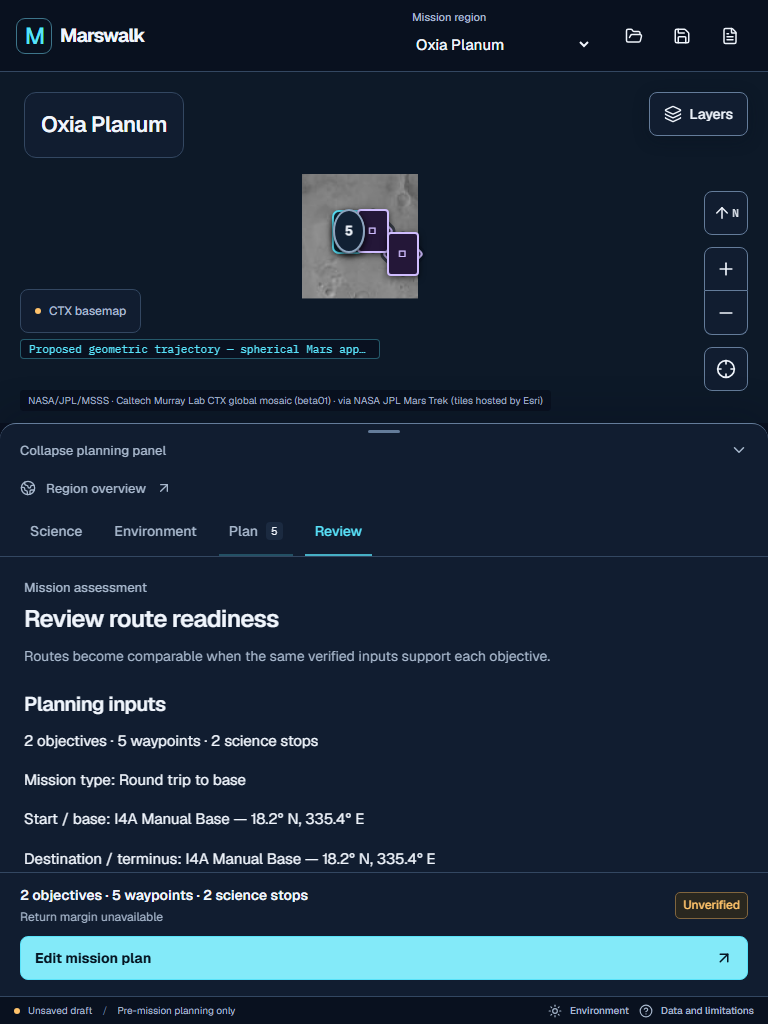 M Marswalk
Mission region
Oxia Planum
Oxia Planum
Layers
N
5
CTX basemap
Proposed geometric trajectory — spherical Mars app…
NASA/JPL/MSSS · Caltech Murray Lab CTX global mosaic (beta01) · via NASA JPL Mars Trek (tiles hosted by Esri)
Collapse planning panel
Region overview
Science Environment Plan 5 Review
Mission assessment
Review route readiness
Routes become comparable when the same verified inputs support each objective.
Planning inputs
2 objectives · 5 waypoints · 2 science stops
Mission type: Round trip to base
Start / base: I4A Manual Base — 18.2° N, 335.4° E
Destination / terminus: I4A Manual Base — 18.2° N, 335.4° E
2 objectives · 5 waypoints · 2 science stops
Return margin unavailable
Unverified
Edit mission plan
Unsaved draft / Pre-mission planning only Environment Data and limitations